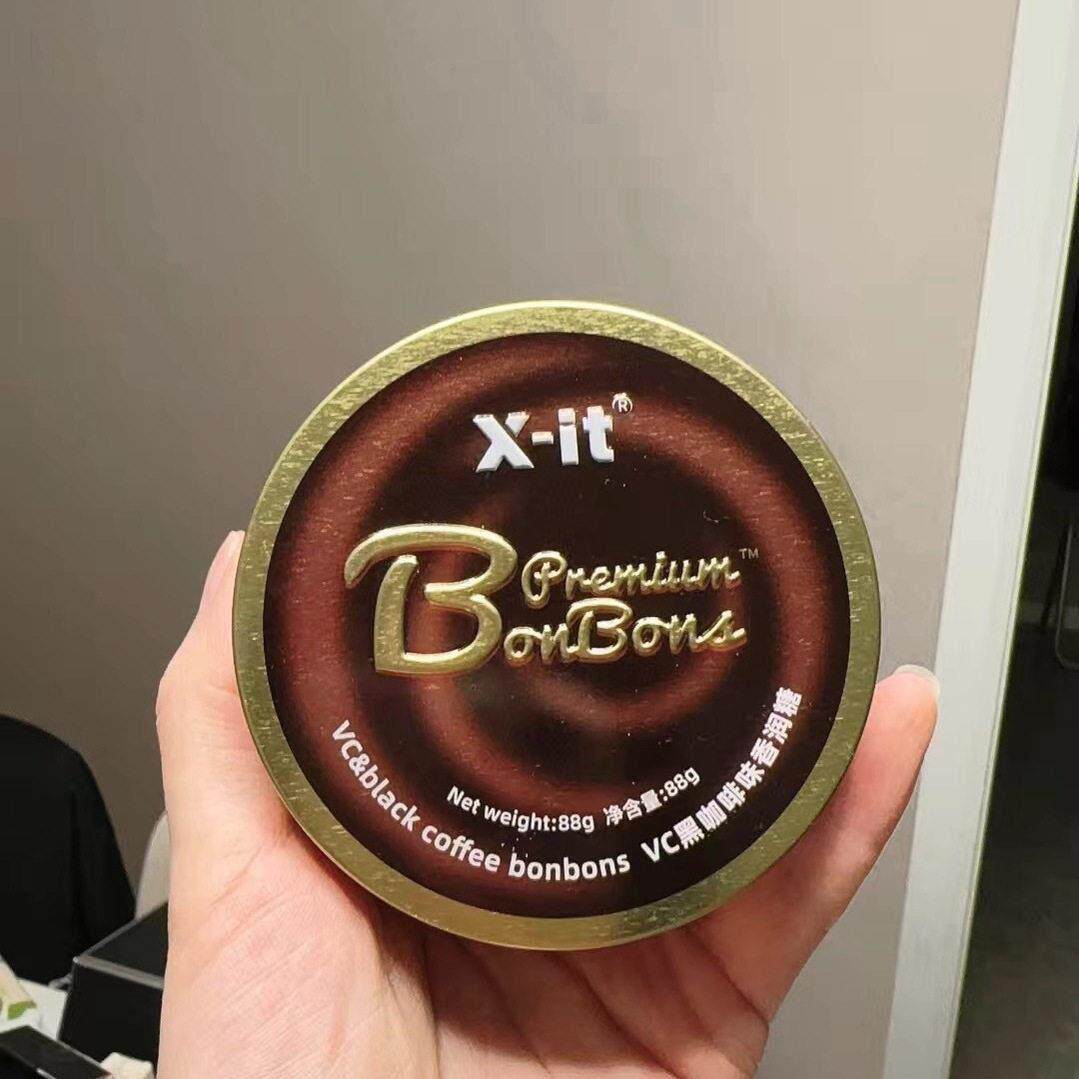 X-it®
Premium™
BonBons
Net weight:88g 净含量:88g
VC&black coffee bonbons VC黑咖啡味香润糖